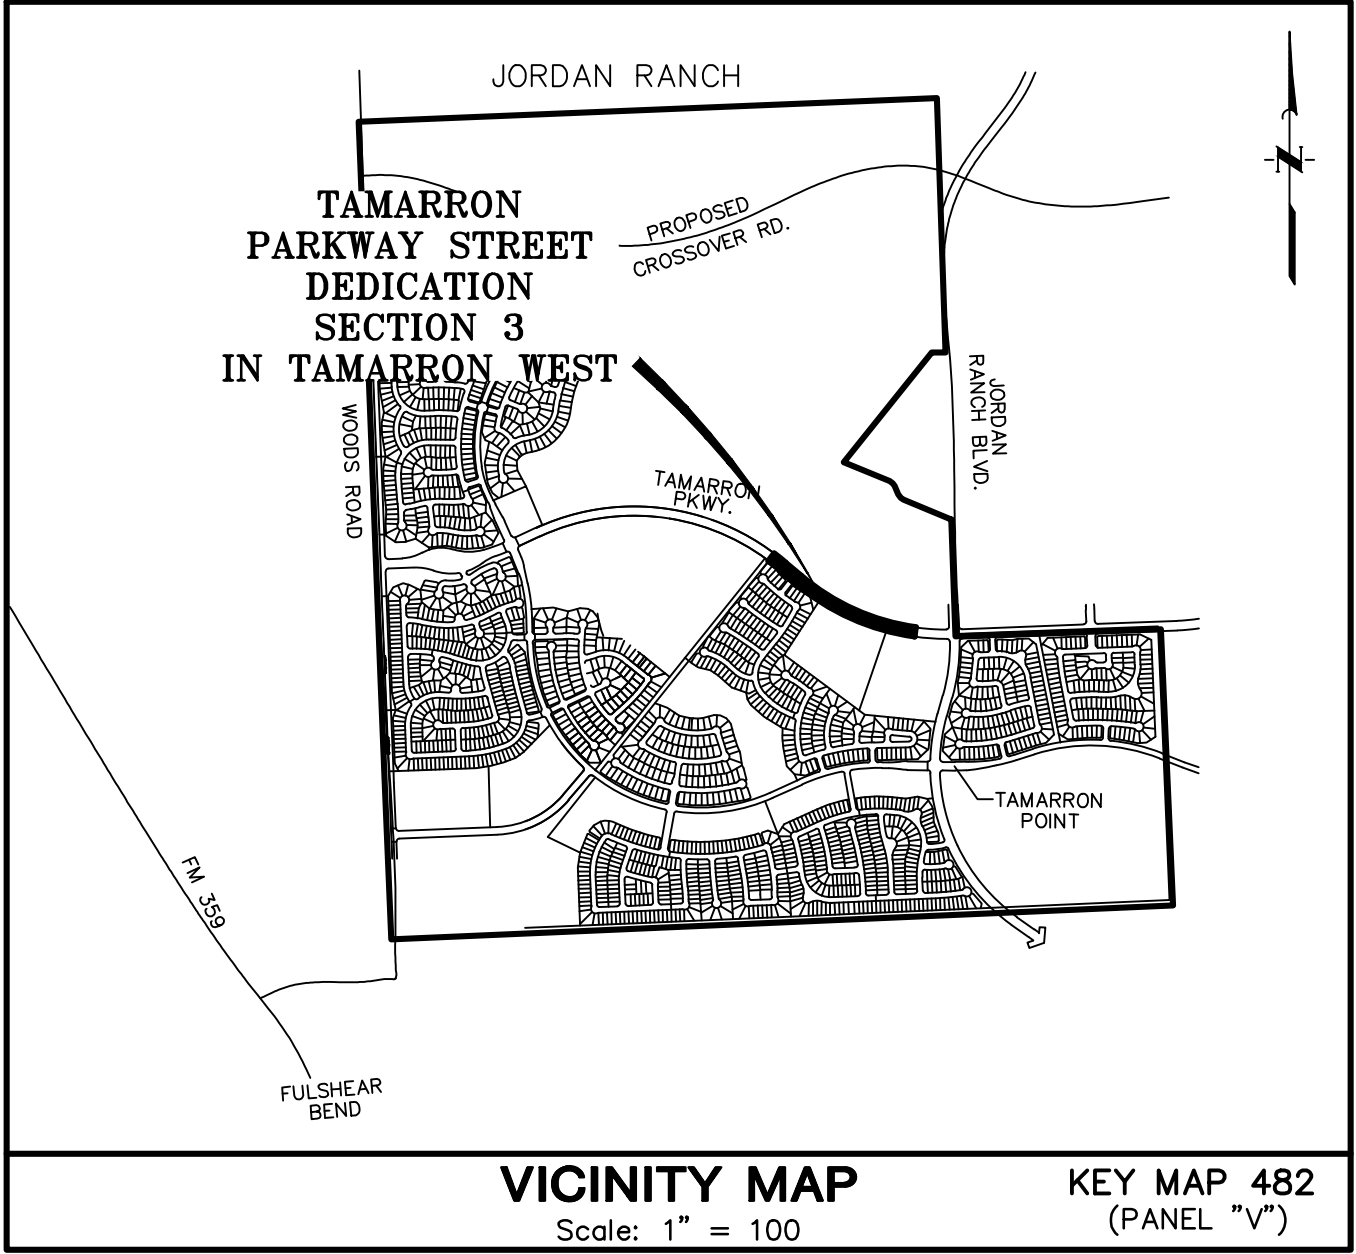 JORDAN RANCH
N
TAMARRON
PARKWAY STREET
DEDICATION
SECTION 3
IN TAMARRON WEST
PROPOSED
CROSSOVER RD.
JORDAN
RANCH BLVD.
WOODS ROAD
TAMARRON
PKWY.
TAMARRON
POINT
FM 359
FULSHEAR
BEND
VICINITY MAP
Scale: 1" = 100
KEY MAP 482
(PANEL "V")